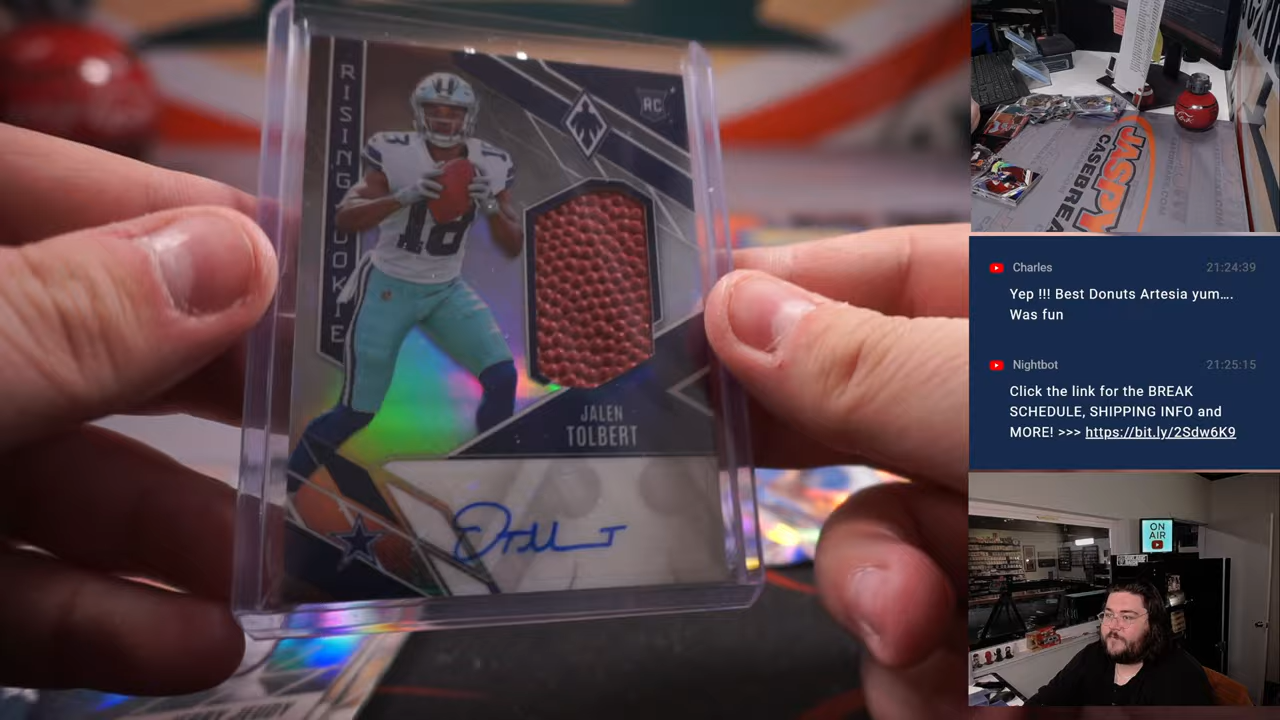 RISING ROOKIE
RC
18
JALEN
TOLBERT
JASPY
CASEBREA
Charles 21:24:39
Yep !!! Best Donuts Artesia yum....
Was fun
Nightbot 21:25:15
Click the link for the BREAK
SCHEDULE, SHIPPING INFO and
MORE! >>> https://bit.ly/2Sdw6K9
ON
AIR